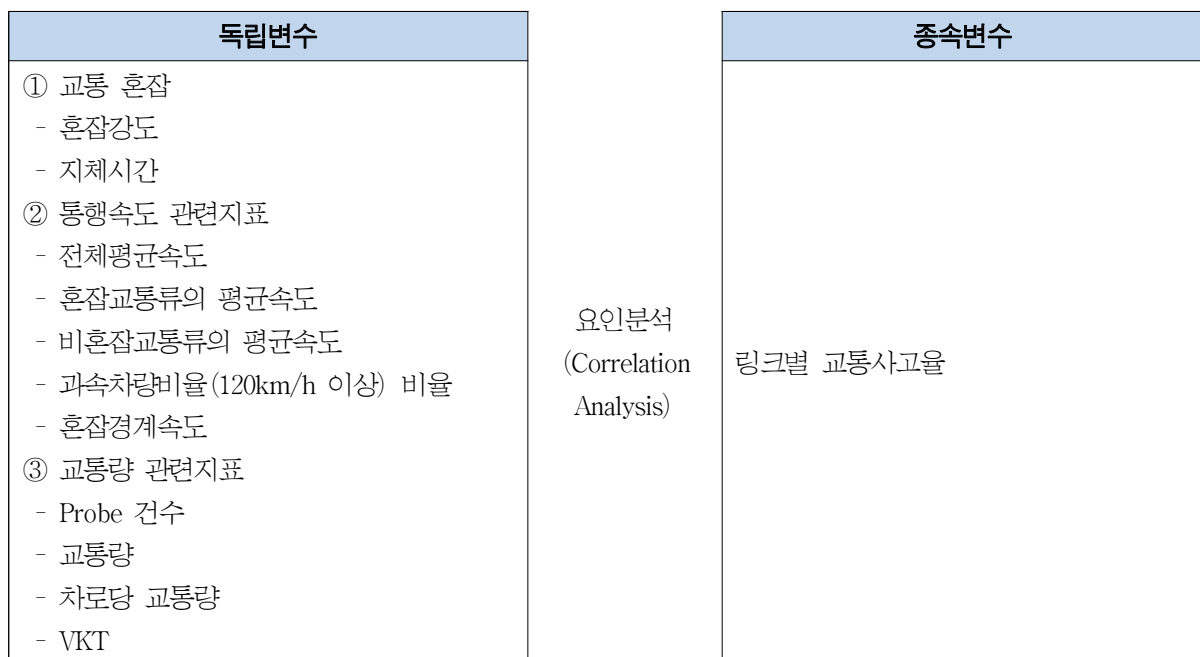 독립변수
① 교통 혼잡
- 혼잡강도
- 지체시간
② 통행속도 관련지표
- 전체평균속도
- 혼잡교통류의 평균속도
- 비혼잡교통류의 평균속도
- 과속차량비율(120km/h 이상) 비율
- 혼잡경계속도
③ 교통량 관련지표
- Probe 건수
- 교통량
- 차로당 교통량
- VKT
요인분석
(Correlation
Analysis)
종속변수
링크별 교통사고율